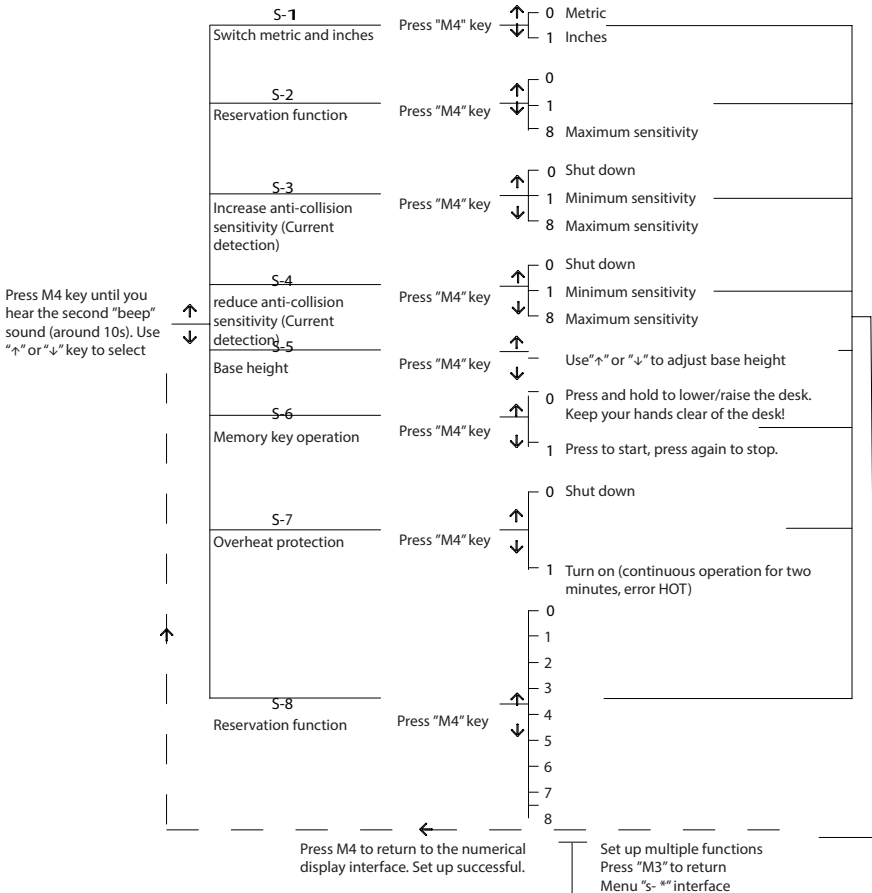 S-1
Switch metric and inches
Press "M4" key
↑
↓
0 Metric
1 Inches
S-2
Reservation function
Press "M4" key
↑
↓
0
1
8 Maximum sensitivity
S-3
Increase anti-collision
sensitivity (Current
detection)
Press "M4" key
↑
↓
0 Shut down
1 Minimum sensitivity
8 Maximum sensitivity
Press M4 key until you
hear the second "beep"
sound (around 10s). Use
"↑" or "↓" key to select
↑
↓
S-4
reduce anti-collision
sensitivity (Current
detection)
Press "M4" key
↑
↓
0 Shut down
1 Minimum sensitivity
8 Maximum sensitivity
S-5
Base height
Press "M4" key
↑
↓
Use"↑" or "↓" to adjust base height
S-6
Memory key operation
Press "M4" key
↑
↓
0 Press and hold to lower/raise the desk.
Keep your hands clear of the desk!
1 Press to start, press again to stop.
S-7
Overheat protection
Press "M4" key
↑
↓
0 Shut down
1 Turn on (continuous operation for two
minutes, error HOT)
S-8
Reservation function
Press "M4" key
↑
↓
0
1
2
3
4
5
6
7
8
Press M4 to return to the numerical
display interface. Set up successful.
Set up multiple functions
Press "M3" to return
Menu "s- *" interface